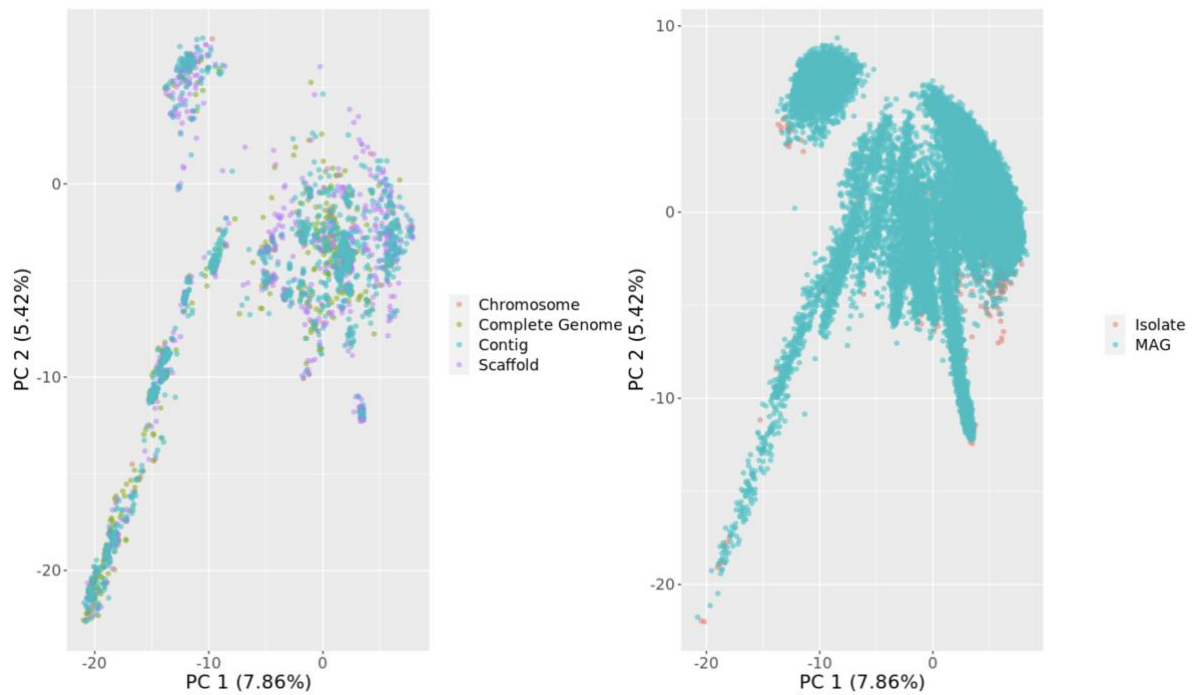 0
-10
-20
PC 2 (5.42%)
-20
-10
0
PC 1 (7.86%)
Chromosome
Complete Genome
Contig
Scaffold
10
0
-10
-20
PC 2 (5.42%)
-20
-10
0
PC 1 (7.86%)
Isolate
MAG